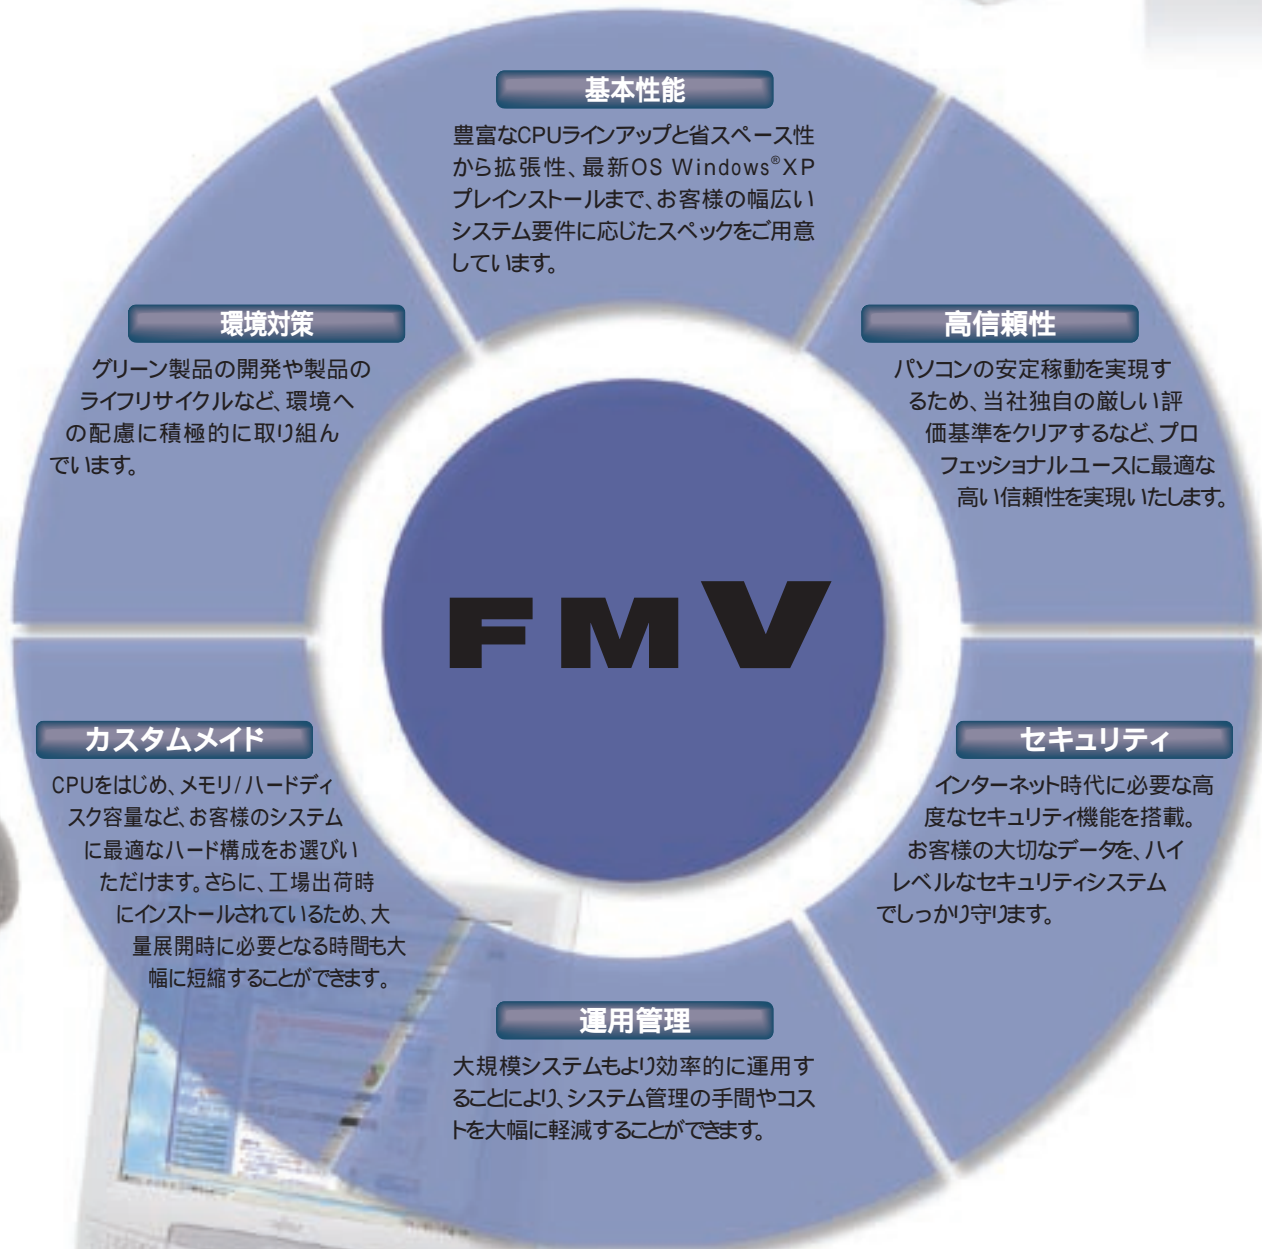 基本性能
豊富なCPUラインアップと省スペース性
から拡張性、最新OS Windows®XP
プレインストールまで、お客様の幅広い
システム要件に応じたスペックをご用意
しています。
環境対策
グリーン製品の開発や製品の
ライフリサイクルなど、環境へ
の配慮に積極的に取り組ん
でいます。
高信頼性
パソコンの安定稼動を実現す
るため、当社独自の厳しい評
価基準をクリアするなど、プロ
フェッショナルユースに最適な
高い信頼性を実現いたします。
FMV
カスタムメイド
CPUをはじめ、メモリ/ハードディ
スク容量など、お客様のシステム
に最適なハード構成をお選びい
ただけます。さらに、工場出荷時
にインストールされているため、大
量展開時に必要となる時間も大
幅に短縮することができます。
セキュリティ
インターネット時代に必要な高
度なセキュリティ機能を搭載。
お客様の大切なデータを、ハイ
レベルなセキュリティシステム
でしっかり守ります。
運用管理
大規模システムもより効率的に運用す
ることにより、システム管理の手間やコス
トを大幅に軽減することができます。